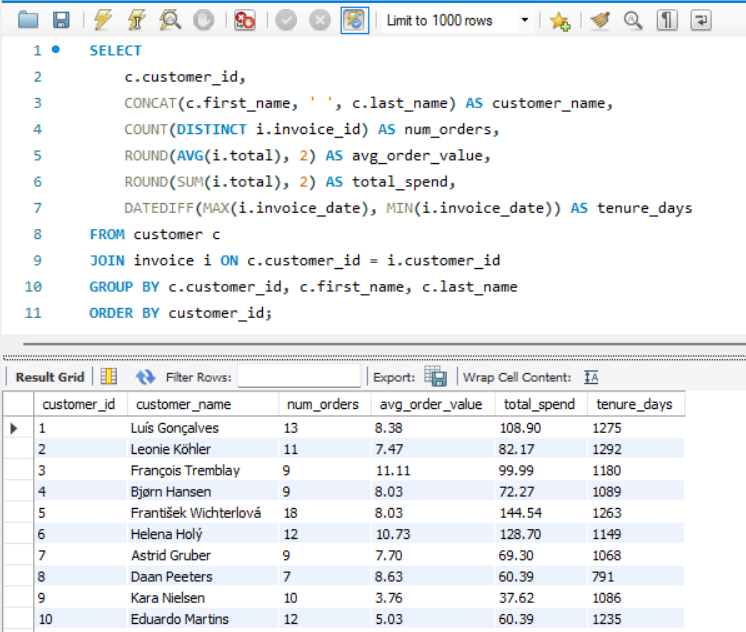 Limit to 1000 rows
1 SELECT
2 c.customer_id,
3 CONCAT(c.first_name, ' ', c.last_name) AS customer_name,
4 COUNT(DISTINCT i.invoice_id) AS num_orders,
5 ROUND(AVG(i.total), 2) AS avg_order_value,
6 ROUND(SUM(i.total), 2) AS total_spend,
7 DATEDIFF(MAX(i.invoice_date), MIN(i.invoice_date)) AS tenure_days
8 FROM customer c
9 JOIN invoice i ON c.customer_id = i.customer_id
10 GROUP BY c.customer_id, c.first_name, c.last_name
11 ORDER BY customer_id;
Result Grid Filter Rows: Export: Wrap Cell Content: IA
customer_id customer_name num_orders avg_order_value total_spend tenure_days
1 Luís Gonçalves 13 8.38 108.90 1275
2 Leonie Köhler 11 7.47 82.17 1292
3 François Tremblay 9 11.11 99.99 1180
4 Bjørn Hansen 9 8.03 72.27 1089
5 František Wichterlová 18 8.03 144.54 1263
6 Helena Holý 12 10.73 128.70 1149
7 Astrid Gruber 9 7.70 69.30 1068
8 Daan Peeters 7 8.63 60.39 791
9 Kara Nielsen 10 3.76 37.62 1086
10 Eduardo Martins 12 5.03 60.39 1235